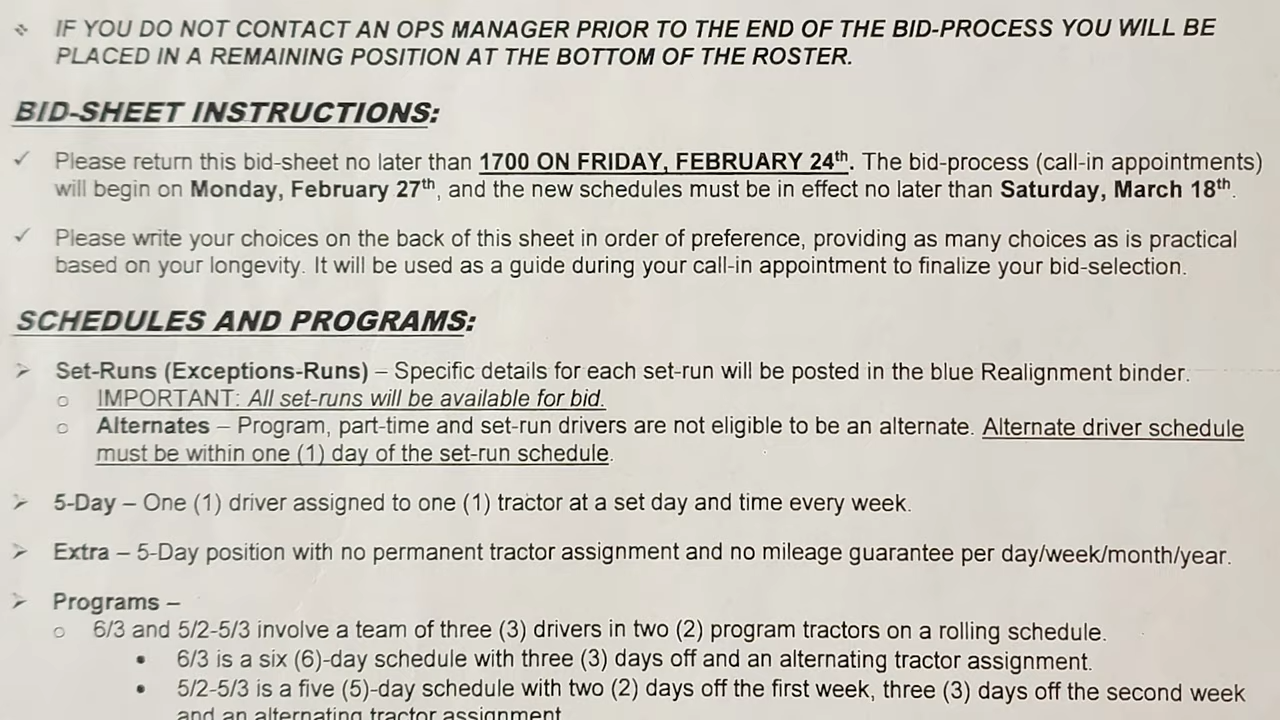 IF YOU DO NOT CONTACT AN OPS MANAGER PRIOR TO THE END OF THE BID-PROCESS YOU WILL BE
PLACED IN A REMAINING POSITION AT THE BOTTOM OF THE ROSTER.
BID-SHEET INSTRUCTIONS:
✓ Please return this bid-sheet no later than 1700 ON FRIDAY, FEBRUARY 24th. The bid-process (call-in appointments)
will begin on Monday, February 27th, and the new schedules must be in effect no later than Saturday, March 18th.
✓ Please write your choices on the back of this sheet in order of preference, providing as many choices as is practical
based on your longevity. It will be used as a guide during your call-in appointment to finalize your bid-selection.
SCHEDULES AND PROGRAMS:
➢ Set-Runs (Exceptions-Runs) – Specific details for each set-run will be posted in the blue Realignment binder.
o IMPORTANT: All set-runs will be available for bid.
o Alternates – Program, part-time and set-run drivers are not eligible to be an alternate. Alternate driver schedule
must be within one (1) day of the set-run schedule.
➢ 5-Day – One (1) driver assigned to one (1) tractor at a set day and time every week.
➢ Extra – 5-Day position with no permanent tractor assignment and no mileage guarantee per day/week/month/year.
➢ Programs –
o 6/3 and 5/2-5/3 involve a team of three (3) drivers in two (2) program tractors on a rolling schedule.
• 6/3 is a six (6)-day schedule with three (3) days off and an alternating tractor assignment.
• 5/2-5/3 is a five (5)-day schedule with two (2) days off the first week, three (3) days off the second week
and an alternating tractor assignment